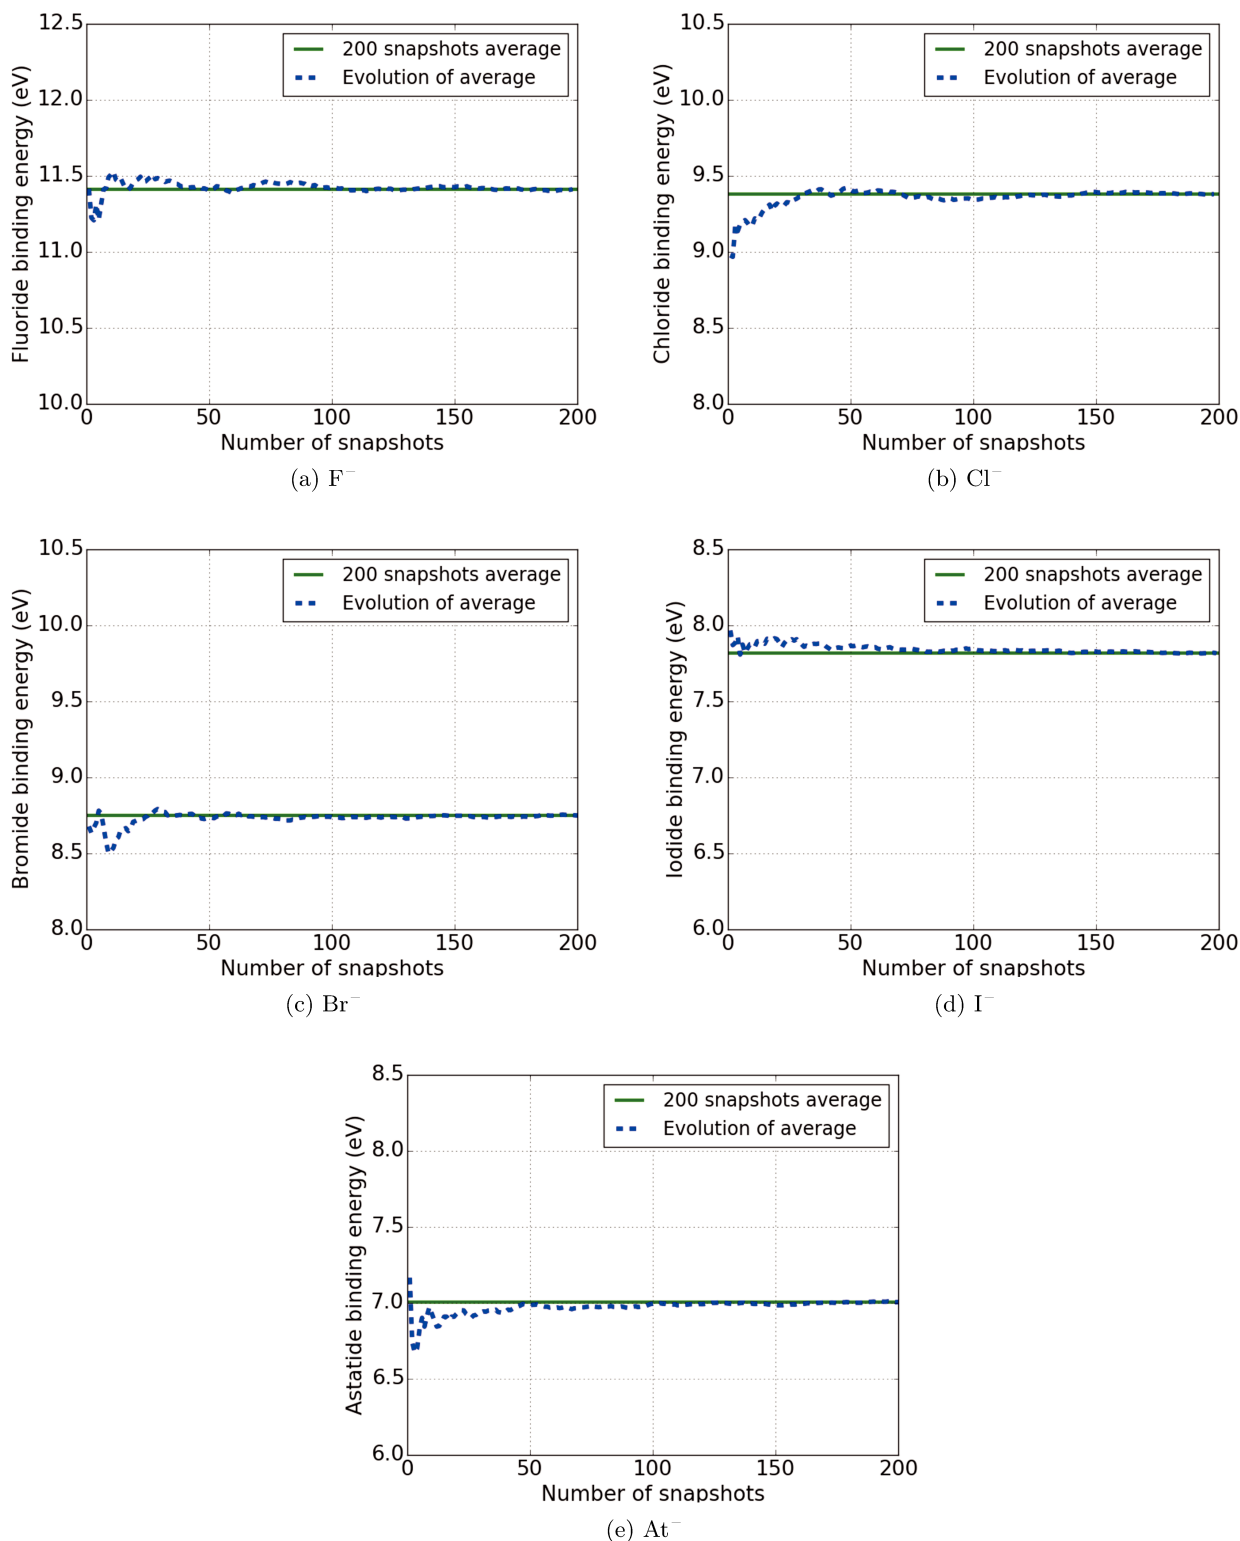 12.5
12.0
11.5
11.0
10.5
10.0
Fluoride binding energy (eV)
200 snapshots average
Evolution of average
0 50 100 150 200
Number of snapshots
(a) F⁻
10.5
10.0
9.5
9.0
8.5
8.0
Chloride binding energy (eV)
200 snapshots average
Evolution of average
0 50 100 150 200
Number of snapshots
(b) Cl⁻
10.5
10.0
9.5
9.0
8.5
8.0
Bromide binding energy (eV)
200 snapshots average
Evolution of average
0 50 100 150 200
Number of snapshots
(c) Br⁻
8.5
8.0
7.5
7.0
6.5
6.0
Iodide binding energy (eV)
200 snapshots average
Evolution of average
0 50 100 150 200
Number of snapshots
(d) I⁻
8.5
8.0
7.5
7.0
6.5
6.0
Astatide binding energy (eV)
200 snapshots average
Evolution of average
0 50 100 150 200
Number of snapshots
(e) At⁻